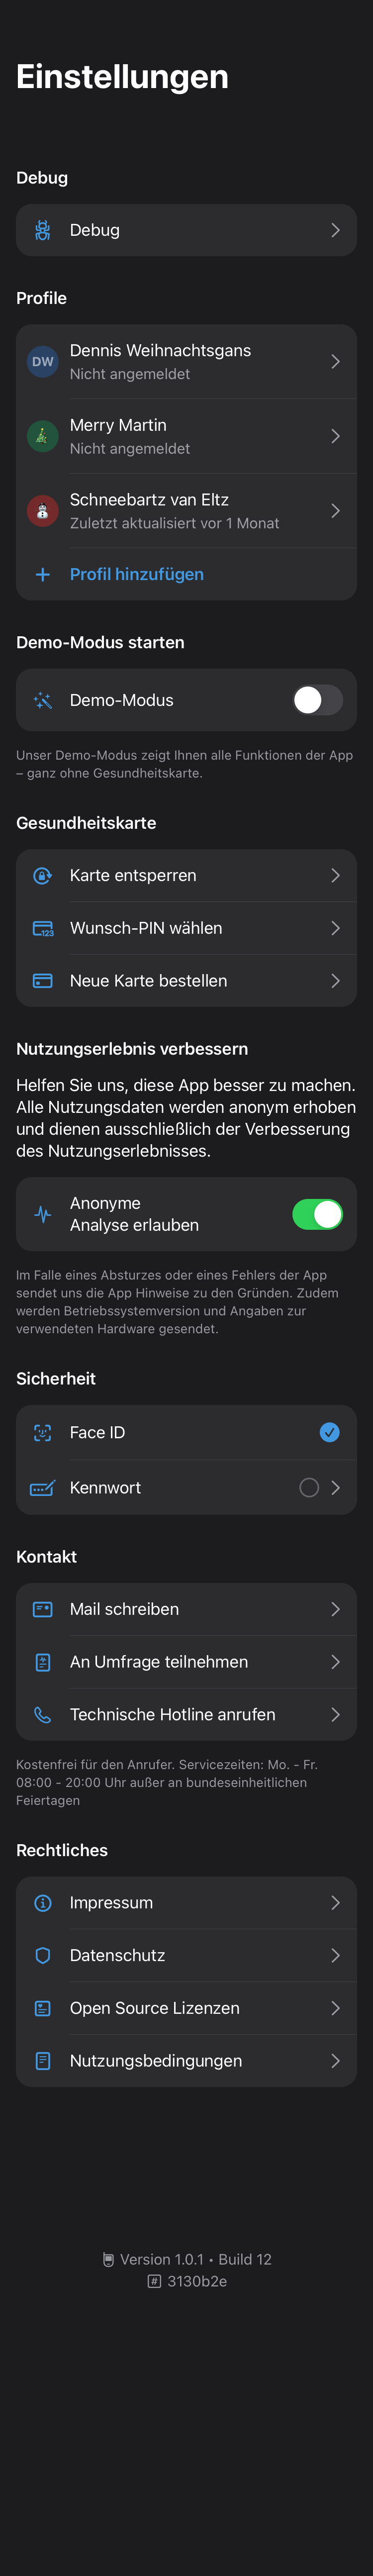 Einstellungen
Debug
Debug
Profile
DW
Dennis Weihnachtsgans
Nicht angemeldet
Merry Martin
Nicht angemeldet
Schneebartz van Eltz
Zuletzt aktualisiert vor 1 Monat
Profil hinzufügen
Demo-Modus starten
Demo-Modus
Unser Demo-Modus zeigt Ihnen alle Funktionen der App
– ganz ohne Gesundheitskarte.
Gesundheitskarte
Karte entsperren
123
Wunsch-PIN wählen
Neue Karte bestellen
Nutzungserlebnis verbessern
Helfen Sie uns, diese App besser zu machen.
Alle Nutzungsdaten werden anonym erhoben
und dienen ausschließlich der Verbesserung
des Nutzungserlebnisses.
Anonyme
Analyse erlauben
Im Falle eines Absturzes oder eines Fehlers der App
sendet uns die App Hinweise zu den Gründen. Zudem
werden Betriebssystemversion und Angaben zur
verwendeten Hardware gesendet.
Sicherheit
Face ID
Kennwort
Kontakt
Mail schreiben
An Umfrage teilnehmen
Technische Hotline anrufen
Kostenfrei für den Anrufer. Servicezeiten: Mo. - Fr.
08:00 - 20:00 Uhr außer an bundeseinheitlichen
Feiertagen
Rechtliches
Impressum
Datenschutz
Open Source Lizenzen
Nutzungsbedingungen
Version 1.0.1 • Build 12
# 3130b2e